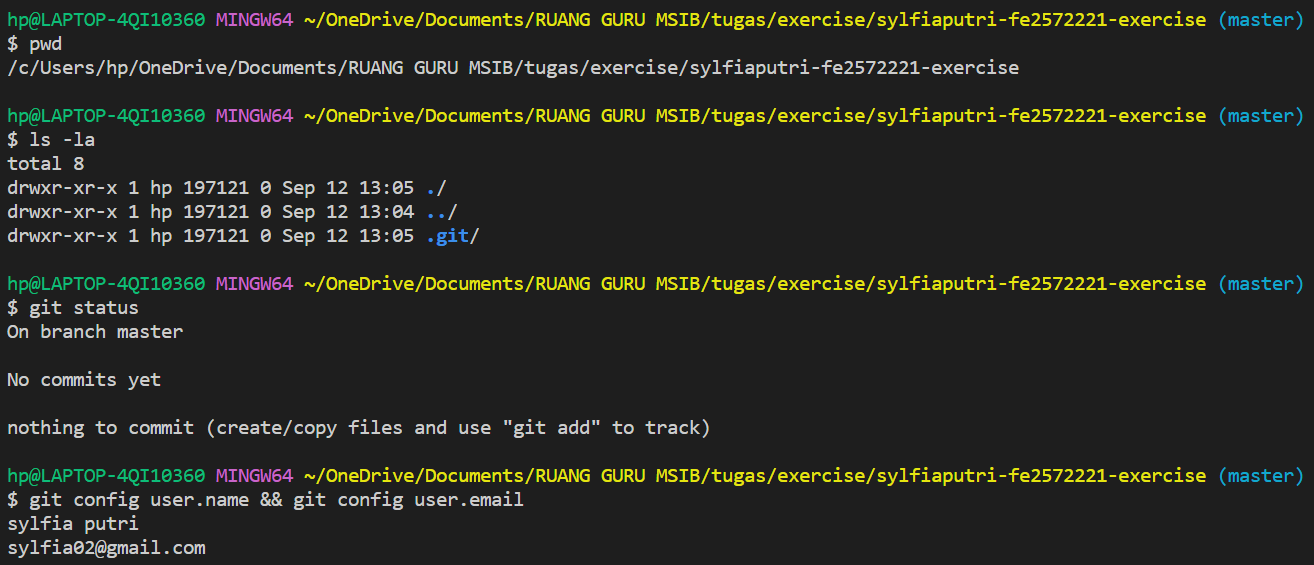 hp@LAPTOP-4QI10360 MINGW64 ~/OneDrive/Documents/RUANG GURU MSIB/tugas/exercise/sylfiaputri-fe2572221-exercise (master)
$ pwd
/c/Users/hp/OneDrive/Documents/RUANG GURU MSIB/tugas/exercise/sylfiaputri-fe2572221-exercise
hp@LAPTOP-4QI10360 MINGW64 ~/OneDrive/Documents/RUANG GURU MSIB/tugas/exercise/sylfiaputri-fe2572221-exercise (master)
$ ls -la
total 8
drwxr-xr-x 1 hp 197121 0 Sep 12 13:05 ./
drwxr-xr-x 1 hp 197121 0 Sep 12 13:04 ../
drwxr-xr-x 1 hp 197121 0 Sep 12 13:05 .git/
hp@LAPTOP-4QI10360 MINGW64 ~/OneDrive/Documents/RUANG GURU MSIB/tugas/exercise/sylfiaputri-fe2572221-exercise (master)
$ git status
On branch master
No commits yet
nothing to commit (create/copy files and use "git add" to track)
hp@LAPTOP-4QI10360 MINGW64 ~/OneDrive/Documents/RUANG GURU MSIB/tugas/exercise/sylfiaputri-fe2572221-exercise (master)
$ git config user.name && git config user.email
sylfia putri
sylfia02@gmail.com